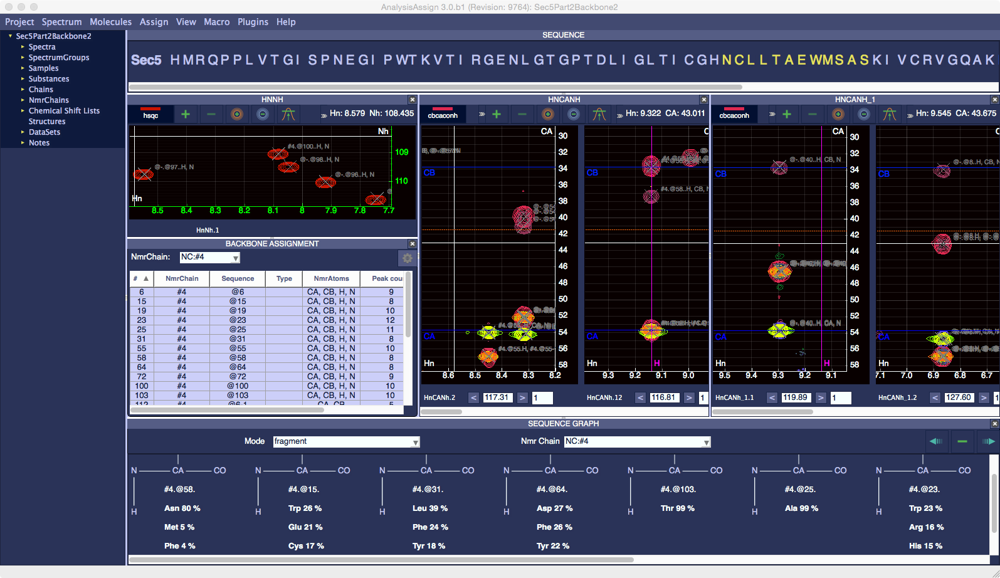 AnalysisAssign 3.0.b1 (Revision: 9764): Sec5Part2Backbone2
Project Spectrum Molecules Assign View Macro Plugins Help
Sec5Part2Backbone2
Spectra
SpectrumGroups
Samples
Substances
Chains
NmrChains
Chemical Shift Lists
Structures
DataSets
Notes
SEQUENCE
Sec5 HMRQPPLVTGISPNEGIPWTKVTIRGENLGTGPTDLIGLTICGHNCLLTAEWMSASKIVCRVGQAK
HNNH
hsqc
Hn: 8.579 Nh: 108.435
Nh
#4.@100..H, N
109
@-.@98..H, N
@-.@97..H, N
@-.@96..H, N
110
@
Hn
8.5 8.4 8.3 8.2 8.1 8 7.9 7.8 7.7
HnNh.1
BACKBONE ASSIGNMENT
NmrChain: NC:#4
# NmrChain Sequence Type NmrAtoms Peak cour
6 #4 @6 CA, CB, H, N 9
15 #4 @15 CA, CB, H, N 8
19 #4 @19 CA, CB, H, N 10
23 #4 @23 CA, CB, H, N 12
25 #4 @25 CA, CB, H, N 11
31 #4 @31 CA, CB, H, N 8
55 #4 @55 CA, CB, H, N 10
58 #4 @58 CA, CB, H, N 8
64 #4 @64 CA, CB, H, N 8
72 #4 @72 CA, CB, H, N 9
100 #4 @100 CA, CB, H, N 10
103 #4 @103 CA, CB, H, N 10
112 #4 @6-1 CA, CB 5
HNCANH
cbcaconh
Hn: 9.322 CA: 43.011
CA
30
32
34
36
38
40
42
44
46
48
50
52
54
56
58
CB
CA
#4.@55.H, #4.@55
Hn
8.6 8.5 8.4 8.3 8.2
HnCANh.2 < 117.31 > 1
C
CB
#4.@58..H, CB, N
CA
Hn
H
9.3 9.2 9.1 9.0
HnCANh.12 < 116.81 > 1
HNCANH_1
cbcaconh
Hn: 9.545 CA: 43.675
CA
30
32
34
36
38
40
42
44
46
48
50
52
54
56
58
@-.@40..H, CB, N
CB
CA
Hn
H
9.5 9.4 9.3 9.2 9.1
HnCANh_1.1 < 119.89 > 1
@-.@8..H, CB, N
CB
CA
Hn
7.1 7.0 6.9 6.8 6.7
HnCANh_1.2 < 127.60 > 1
SEQUENCE GRAPH
Mode fragment Nmr Chain NC:#4
N CA CO N CA CO N CA CO N CA CO N CA CO N CA CO N CA CO
#4.@58. #4.@15. #4.@31. #4.@64. #4.@103. #4.@25. #4.@23.
H H H H H H H
Asn 80 % Trp 26 % Leu 39 % Asp 27 % Thr 99 % Ala 99 % Trp 23 %
Met 5 % Glu 21 % Phe 24 % Phe 26 % Arg 16 %
Phe 4 % Cys 17 % Tyr 18 % Tyr 22 % His 15 %